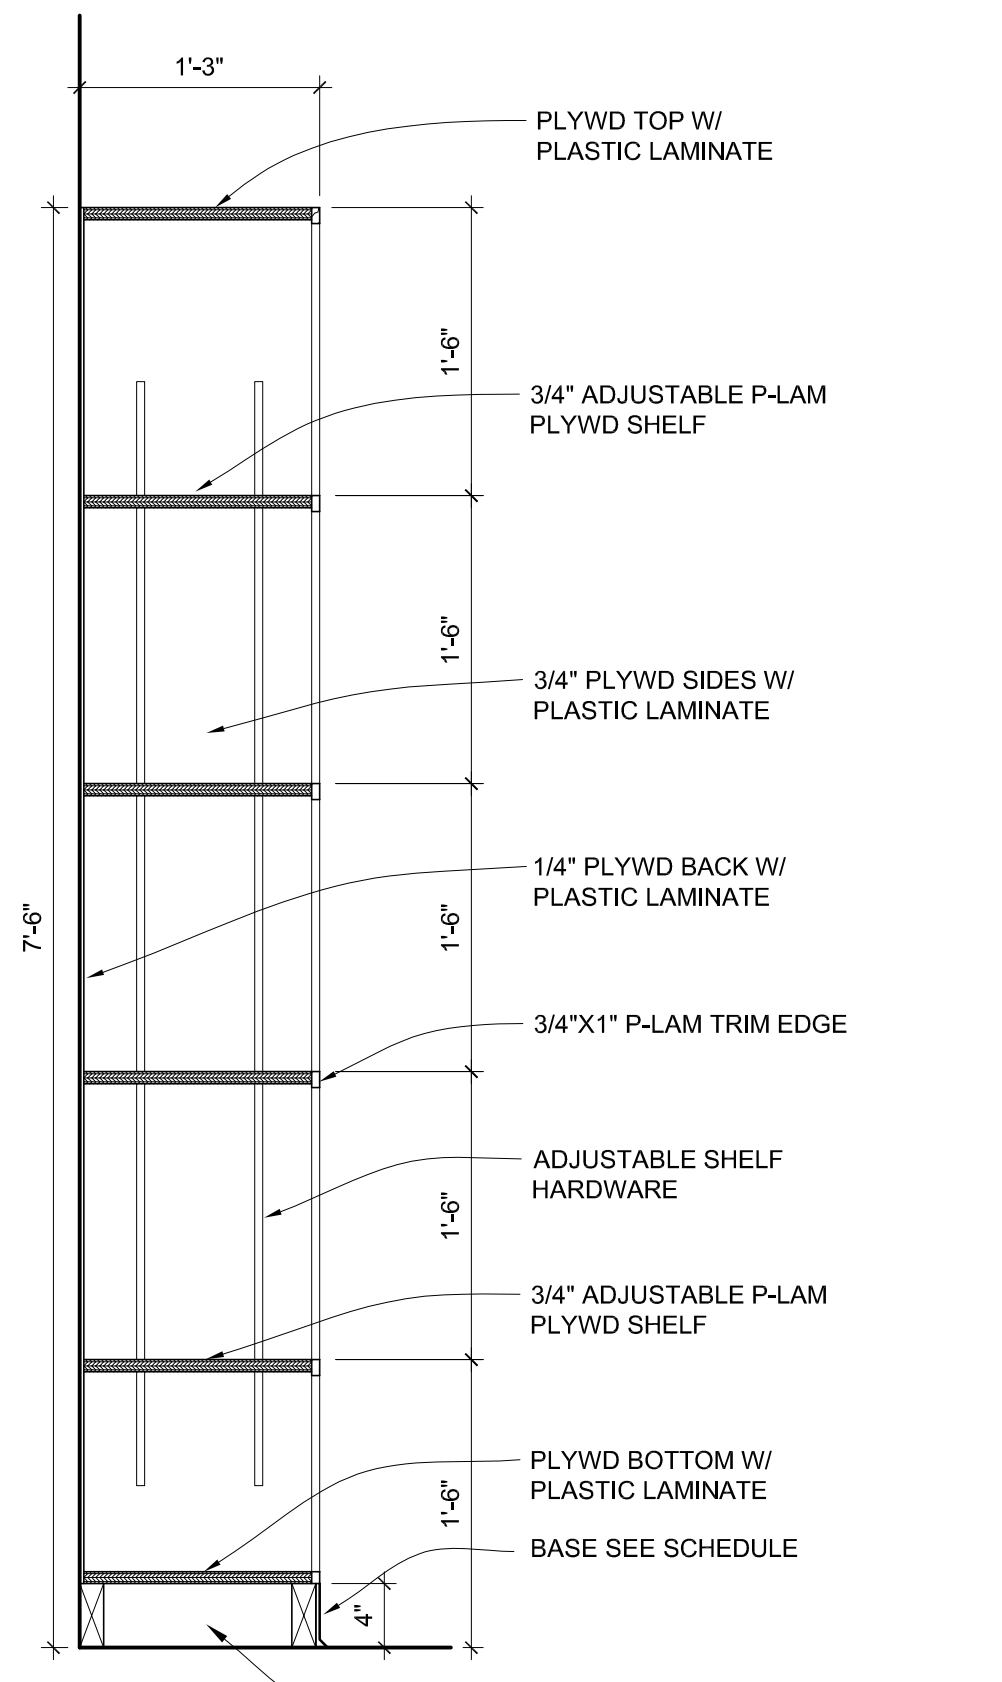 1'-3"
PLYWD TOP W/
PLASTIC LAMINATE
1'-6"
3/4" ADJUSTABLE P-LAM
PLYWD SHELF
1'-6"
3/4" PLYWD SIDES W/
PLASTIC LAMINATE
1/4" PLYWD BACK W/
PLASTIC LAMINATE
7'-6"
1'-6"
3/4"X1" P-LAM TRIM EDGE
ADJUSTABLE SHELF
HARDWARE
1'-6"
3/4" ADJUSTABLE P-LAM
PLYWD SHELF
PLYWD BOTTOM W/
PLASTIC LAMINATE
1'-6"
BASE SEE SCHEDULE
4"